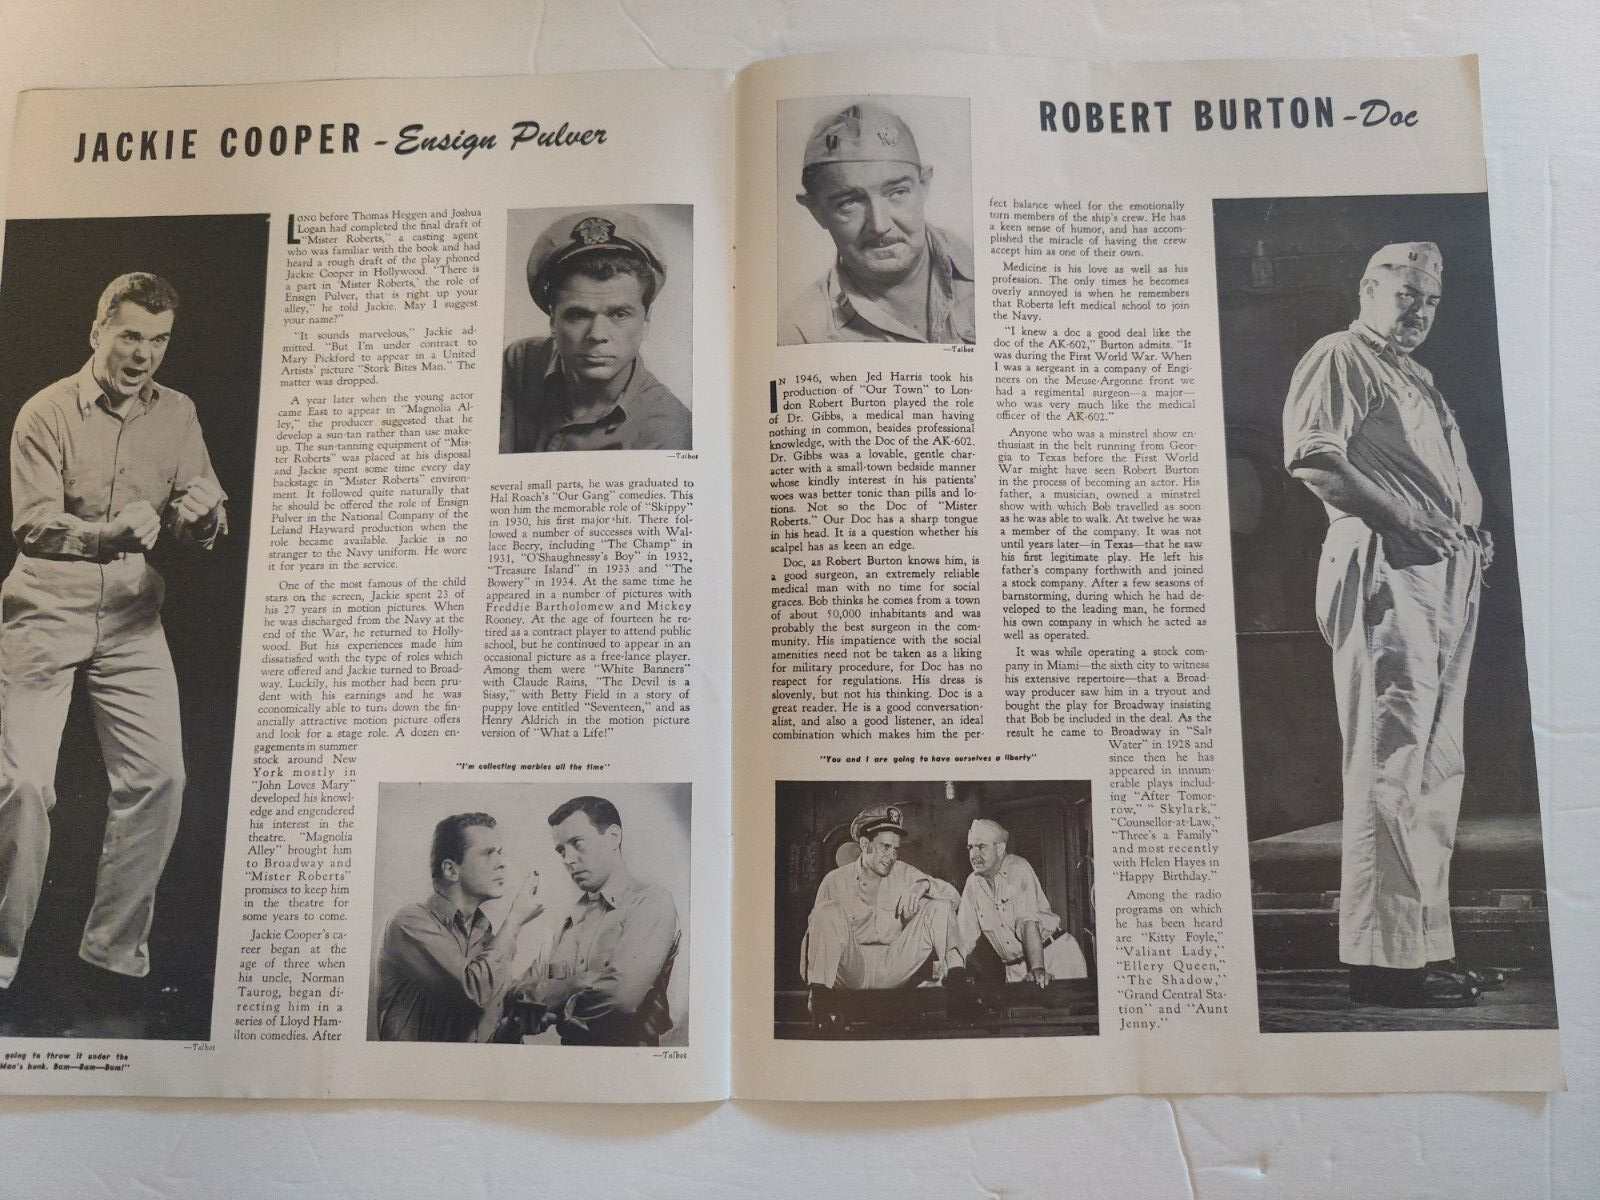 JACKIE COOPER - Ensign Pulver
LONG before Thomas Heggen and Joshua
Logan had completed the final draft of
"Mister Roberts," a casting agent
who was familiar with the book and had
heard a rough draft of the play phoned
Jackie Cooper in Hollywood. "There is
a part in 'Mister Roberts,' the role of
Ensign Pulver, that is right up your
alley," he told Jackie. May I suggest
your name?"
"It sounds marvelous," Jackie ad-
mitted. "But I'm under contract to
Mary Pickford to appear in a United
Artists' picture "Stork Bites Man." The
matter was dropped.
A year later when the young actor
came East to appear in "Magnolia Al-
ley," the producer suggested that he
develop a sun-tan rather than use make-
up. The sun-tanning equipment of "Mis-
ter Roberts" was placed at his disposal
and Jackie spent some time every day
backstage in "Mister Roberts" environ-
ment. It followed quite naturally that
he should be offered the role of Ensign
Pulver in the National Company of the
Leland Hayward production when the
role became available. Jackie is no
stranger to the Navy uniform. He wore
it for years in the service.
One of the most famous of the child
stars on the screen, Jackie spent 23 of
his 27 years in motion pictures. When
he was discharged from the Navy at the
end of the War, he returned to Holly-
wood. But his experiences made him
dissatisfied with the type of roles which
were offered and Jackie turned to Broad-
way. Luckily, his mother had been pru-
dent with his earnings and he was
economically able to turn down the fin-
ancially attractive motion picture offers
and look for a stage role. A dozen en-
gagements in summer
stock around New
York mostly in
"John Loves Mary"
developed his knowl-
edge and engendered
his interest in the
theatre. "Magnolia
Alley" brought him
to Broadway and
"Mister Roberts"
promises to keep him
in the theatre for
some years to come.
Jackie Cooper's ca-
reer began at the
age of three when
his uncle, Norman
Taurog, began di-
recting him in a
series of Lloyd Ham-
ilton comedies. After
—Talbot
going to throw it under the
Man's bunk. Bam—Bam—Bam!"
—Talbot
several small parts, he was graduated to
Hal Roach's "Our Gang" comedies. This
won him the memorable role of "Skippy"
in 1930, his first major hit. There fol-
lowed a number of successes with Wal-
lace Beery, including "The Champ" in
1931, "O'Shaughnessy's Boy" in 1932,
"Treasure Island" in 1933 and "The
Bowery" in 1934. At the same time he
appeared in a number of pictures with
Freddie Bartholomew and Mickey
Rooney. At the age of fourteen he re-
tired as a contract player to attend public
school, but he continued to appear in an
occasional picture as a free-lance player.
Among them were "White Banners"
with Claude Rains, "The Devil is a
Sissy," with Betty Field in a story of
puppy love entitled "Seventeen," and as
Henry Aldrich in the motion picture
version of "What a Life!"
"I'm collecting marbles all the time"
—Talbot
ROBERT BURTON - Doc
—Talbot
IN 1946, when Jed Harris took his
production of "Our Town" to Lon-
don Robert Burton played the role
of Dr. Gibbs, a medical man having
nothing in common, besides professional
knowledge, with the Doc of the AK-602.
Dr. Gibbs was a lovable, gentle char-
acter with a small-town bedside manner
whose kindly interest in his patients'
woes was better tonic than pills and lo-
tions. Not so the Doc of "Mister
Roberts." Our Doc has a sharp tongue
in his head. It is a question whether his
scalpel has as keen an edge.
Doc, as Robert Burton knows him, is
a good surgeon, an extremely reliable
medical man with no time for social
graces. Bob thinks he comes from a town
of about 50,000 inhabitants and was
probably the best surgeon in the com-
munity. His impatience with the social
amenities need not be taken as a liking
for military procedure, for Doc has no
respect for regulations. His dress is
slovenly, but not his thinking. Doc is a
great reader. He is a good conversation-
alist, and also a good listener, an ideal
combination which makes him the per-
"You and I are going to have ourselves a liberty"
fect balance wheel for the emotionally
torn members of the ship's crew. He has
a keen sense of humor, and has accom-
plished the miracle of having the crew
accept him as one of their own.
Medicine is his love as well as his
profession. The only times he becomes
overly annoyed is when he remembers
that Roberts left medical school to join
the Navy.
"I knew a doc a good deal like the
doc of the AK-602," Burton admits. "It
was during the First World War. When
I was a sergeant in a company of Engi-
neers on the Meuse-Argonne front we
had a regimental surgeon—a major—
who was very much like the medical
officer of the AK-602."
Anyone who was a minstrel show en-
thusiast in the belt running from Geor-
gia to Texas before the First World
War might have seen Robert Burton
in the process of becoming an actor. His
father, a musician, owned a minstrel
show with which Bob travelled as soon
as he was able to walk. At twelve he was
a member of the company. It was not
until years later—in Texas—that he saw
his first legitimate play. He left his
father's company forthwith and joined
a stock company. After a few seasons of
barnstorming, during which he had de-
veloped to the leading man, he formed
his own company in which he acted as
well as operated.
It was while operating a stock com-
pany in Miami—the sixth city to witness
his extensive repertoire—that a Broad-
way producer saw him in a tryout and
bought the play for Broadway insisting
that Bob be included in the deal. As the
result he came to Broadway in "Salt
Water" in 1928 and
since then he has
appeared in innum-
erable plays includ-
ing "After Tomor-
row," "Skylark,"
"Counsellor-at-Law,"
"Three's a Family"
and most recently
with Helen Hayes in
"Happy Birthday."
Among the radio
programs on which
he has been heard
are "Kitty Foyle,"
"Valiant Lady,"
"Ellery Queen,"
"The Shadow,"
"Grand Central Sta-
tion" and "Aunt
Jenny."